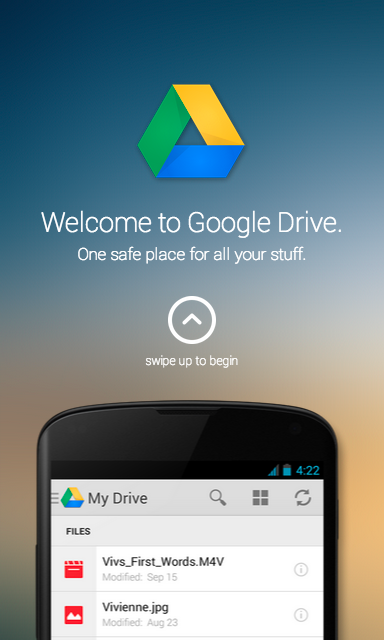 Welcome to Google Drive.
One safe place for all your stuff.
swipe up to begin
4:22
My Drive
FILES
Vivs_First_Words.M4V
Modified: Sep 15
Vivienne.jpg
Modified: Aug 23